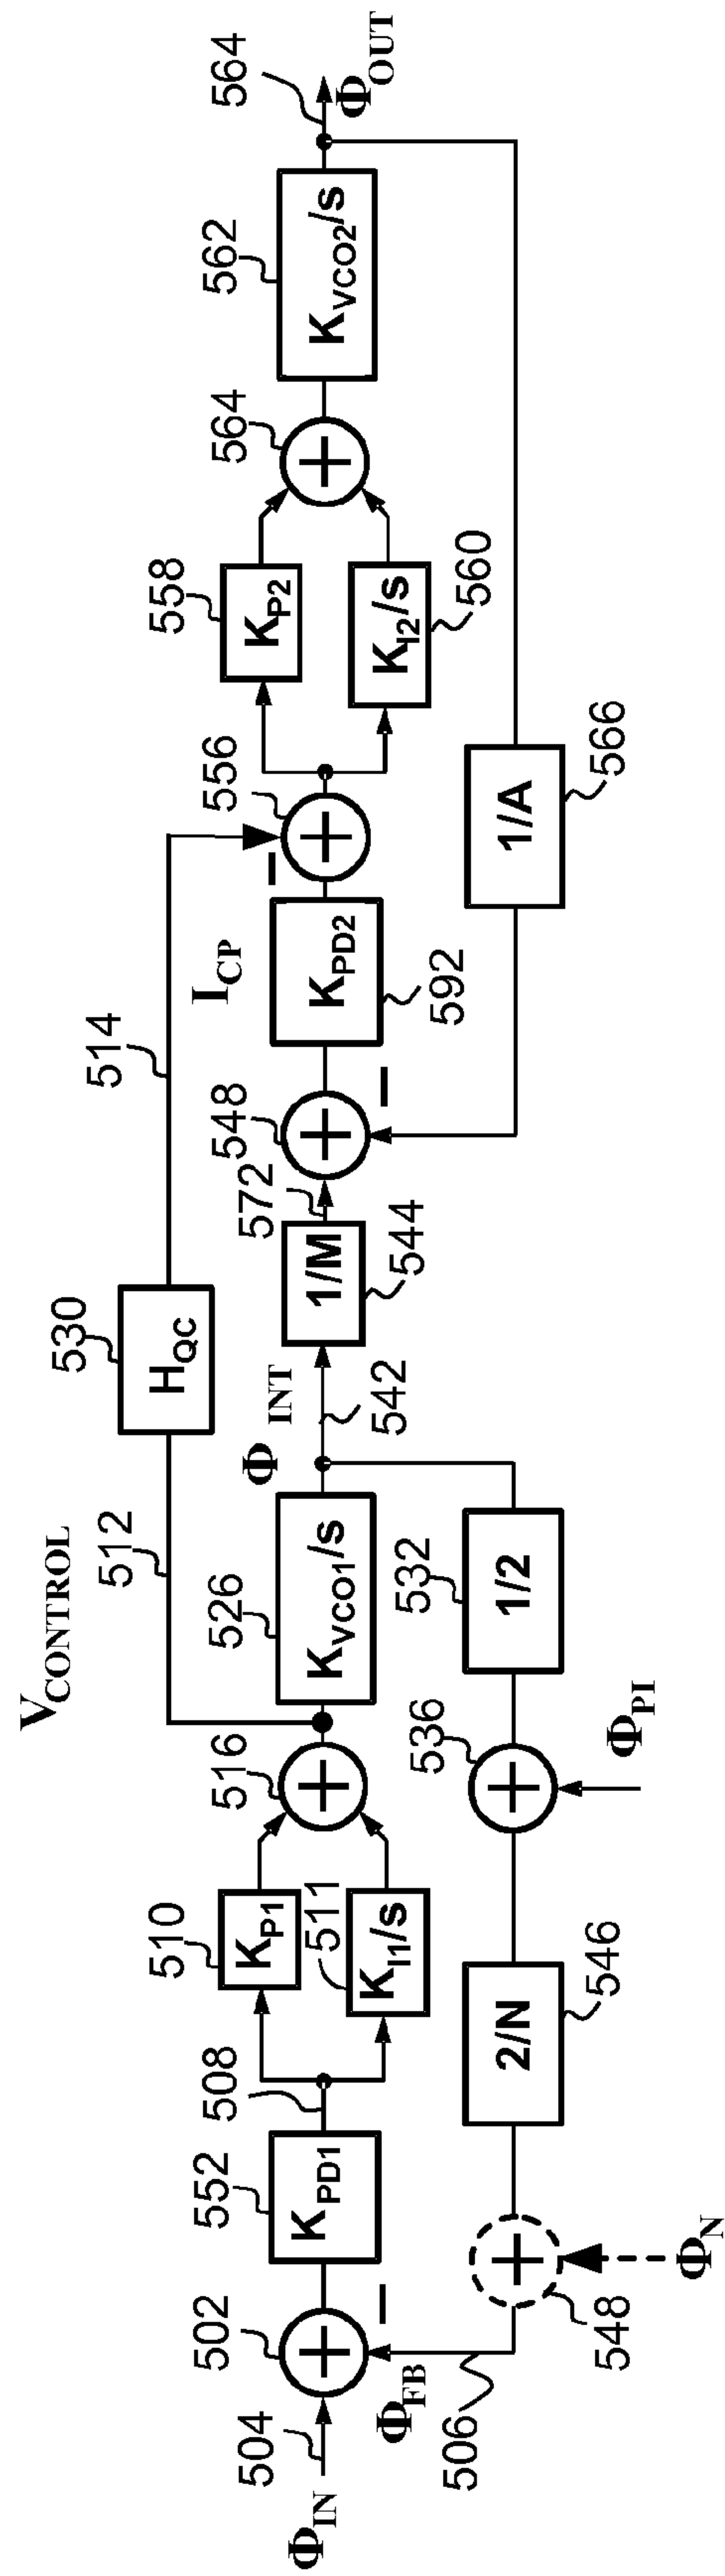 Φ_IN
504
502
Φ_FB
506
552
K_PD1
508
510
K_P1
511
K_I1/s
516
V_CONTROL
512
526
K_VCO1/s
Φ_INT
542
530
H_QC
514
532
1/2
536
Φ_PI
546
2/N
548
Φ_N
544
1/M
572
548
I_CP
K_PD2
592
556
558
K_P2
K_I2/s
560
564
562
K_VCO2/s
564
Φ_OUT
1/A
566